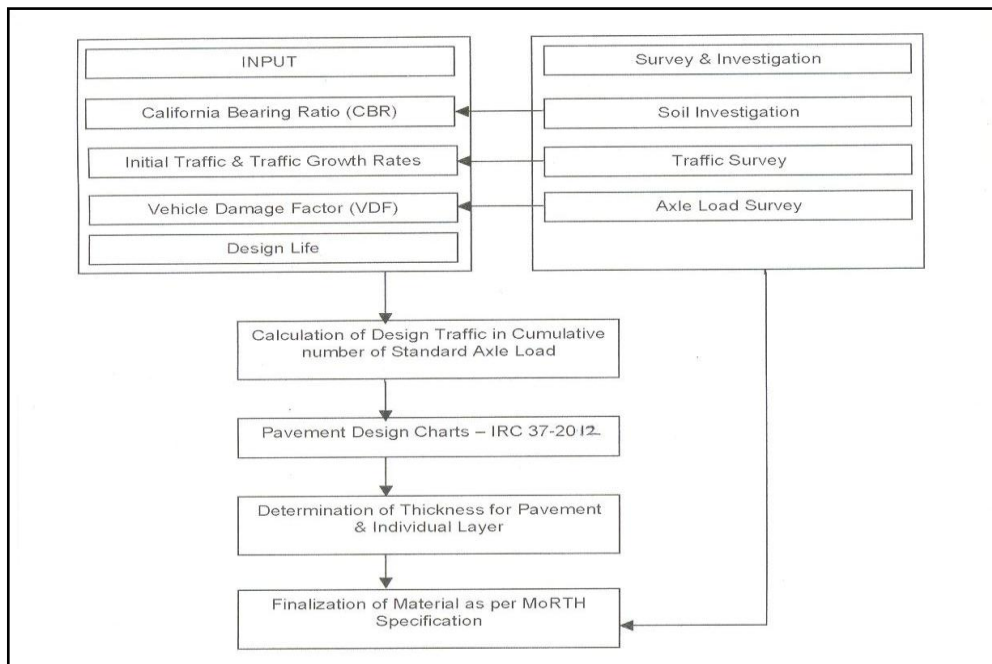 INPUT
California Bearing Ratio (CBR)
Initial Traffic & Traffic Growth Rates
Vehicle Damage Factor (VDF)
Design Life
Survey & Investigation
Soil Investigation
Traffic Survey
Axle Load Survey
Calculation of Design Traffic in Cumulative
number of Standard Axle Load
Pavement Design Charts – IRC 37-2012
Determination of Thickness for Pavement
& Individual Layer
Finalization of Material as per MoRTH
Specification